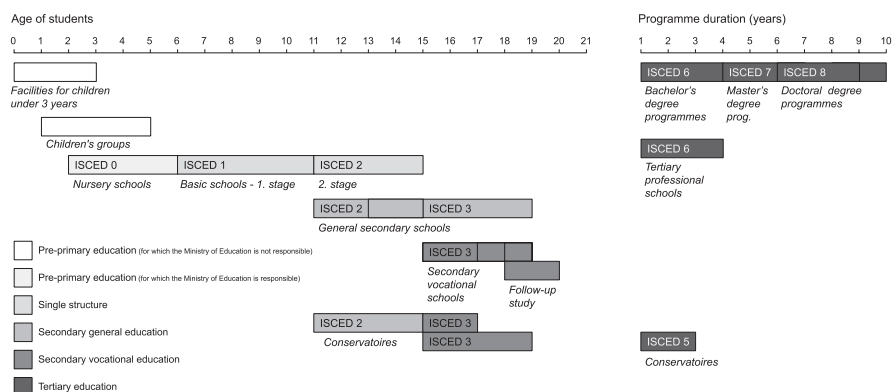 Age of students
Programme duration (years)
0 1 2 3 4 5 6 7 8 9 10 11 12 13 14 15 16 17 18 19 20 21
1 2 3 4 5 6 7 8 9 10
ISCED 6 ISCED 7 ISCED 8
Facilities for children
under 3 years
Bachelor's
degree
programmes
Master's
degree
prog.
Doctoral degree
programmes
Children's groups
ISCED 0 ISCED 1 ISCED 2
Nursery schools Basic schools - 1. stage 2. stage
ISCED 6
Tertiary
professional
schools
ISCED 2 ISCED 3
General secondary schools
Pre-primary education (for which the Ministry of Education is not responsible)
ISCED 3
Secondary
vocational
schools
Follow-up
study
Pre-primary education (for which the Ministry of Education is responsible)
Single structure
Secondary general education
ISCED 2 ISCED 3
Conservatoires
ISCED 3
ISCED 5
Conservatoires
Secondary vocational education
Tertiary education